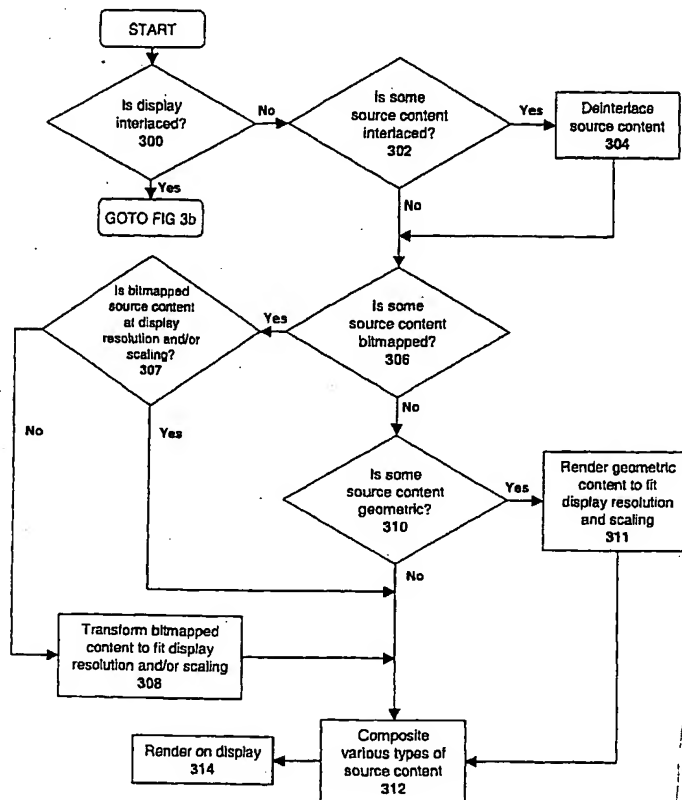 START
Is display
interlaced?
300
No
Is some
source content
interlaced?
302
Yes
Deinterlace
source content
304
Yes
No
GOTO FIG 3b
Is bitmapped
source content
at display
resolution and/or
scaling?
307
Yes
Is some
source content
bitmapped?
306
No
Yes
No
Is some
source content
geometric?
310
Yes
Render geometric
content to fit
display resolution
and scaling
311
No
Transform bitmapped
content to fit display
resolution and/or scaling
308
Render on display
314
Composite
various types of
source content
312